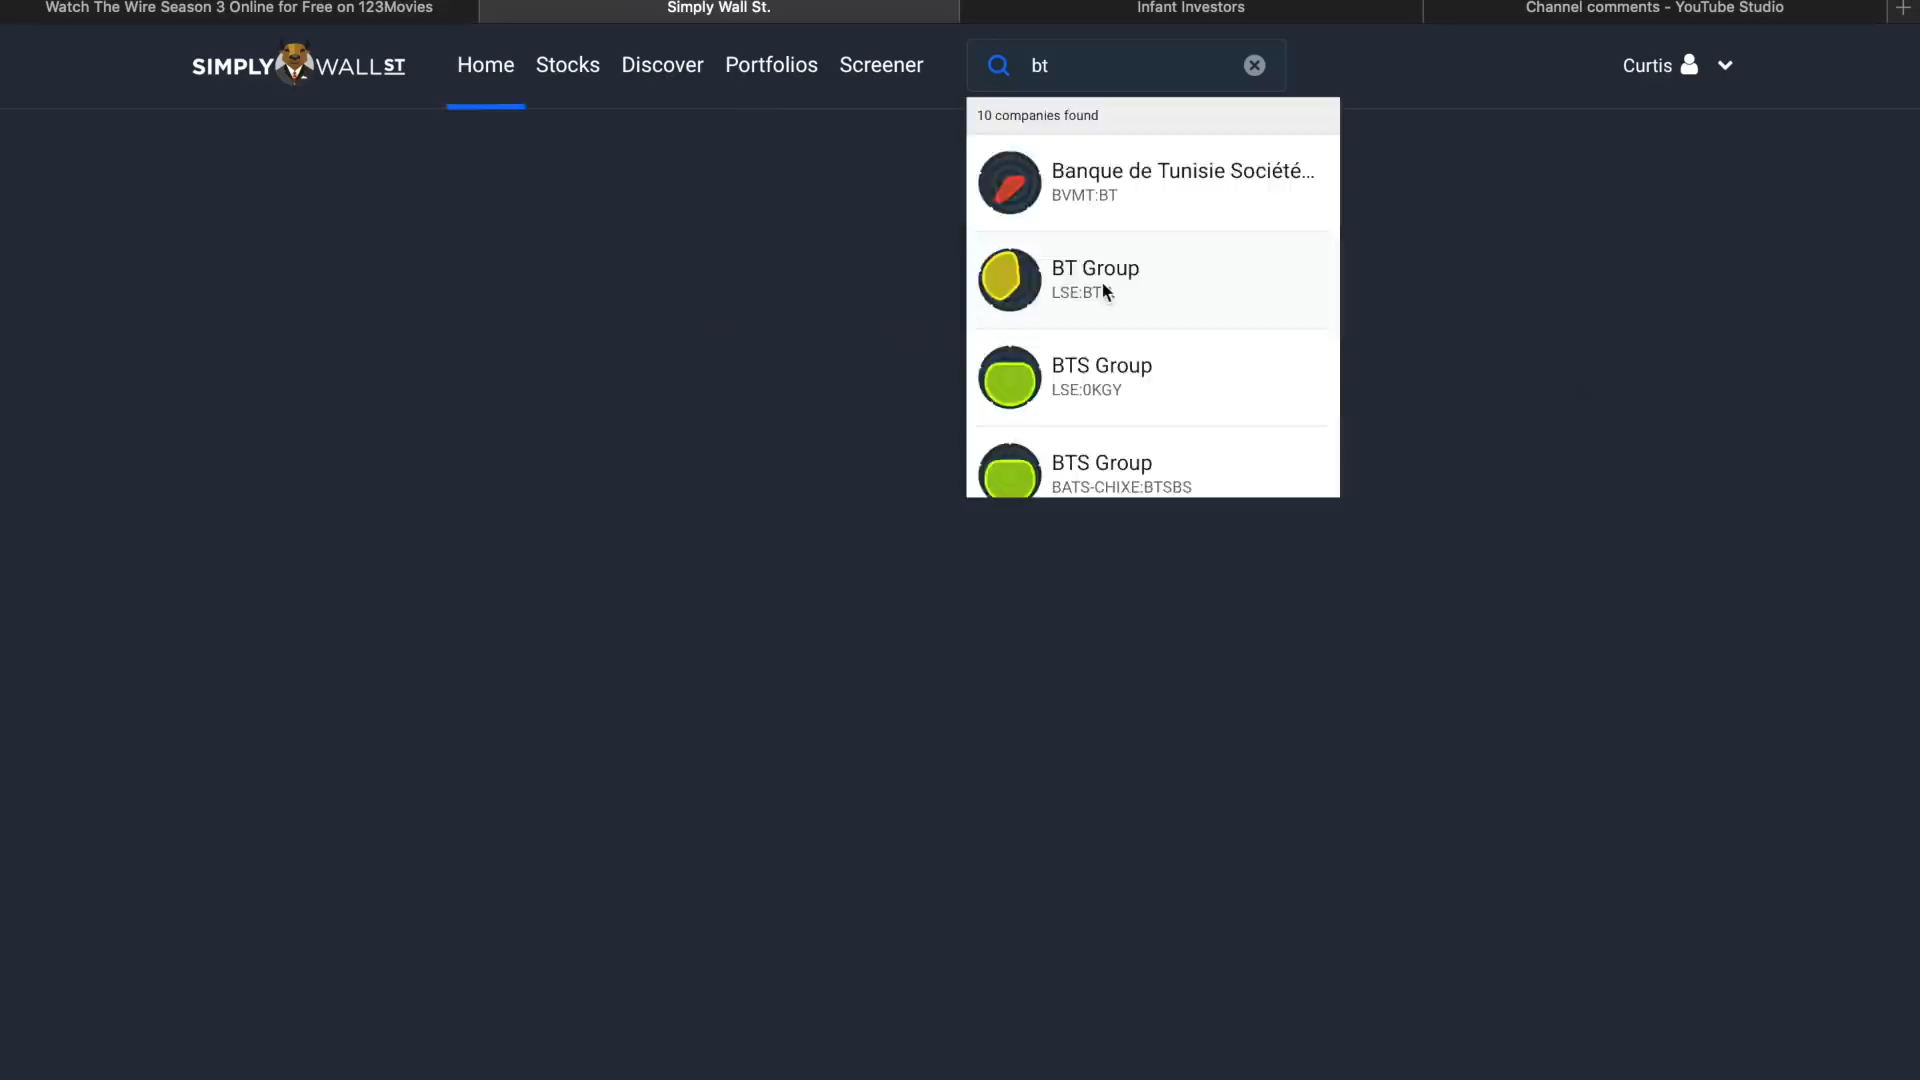 Watch The Wire Season 3 Online for Free on 123Movies
Simply Wall St.
Infant Investors
Channel comments - YouTube Studio
SIMPLY WALL ST
Home
Stocks
Discover
Portfolios
Screener
bt
Curtis
10 companies found
Banque de Tunisie Société...
BVMT:BT
BT Group
LSE:BT
BTS Group
LSE:0KGY
BTS Group
BATS-CHIXE:BTSBS